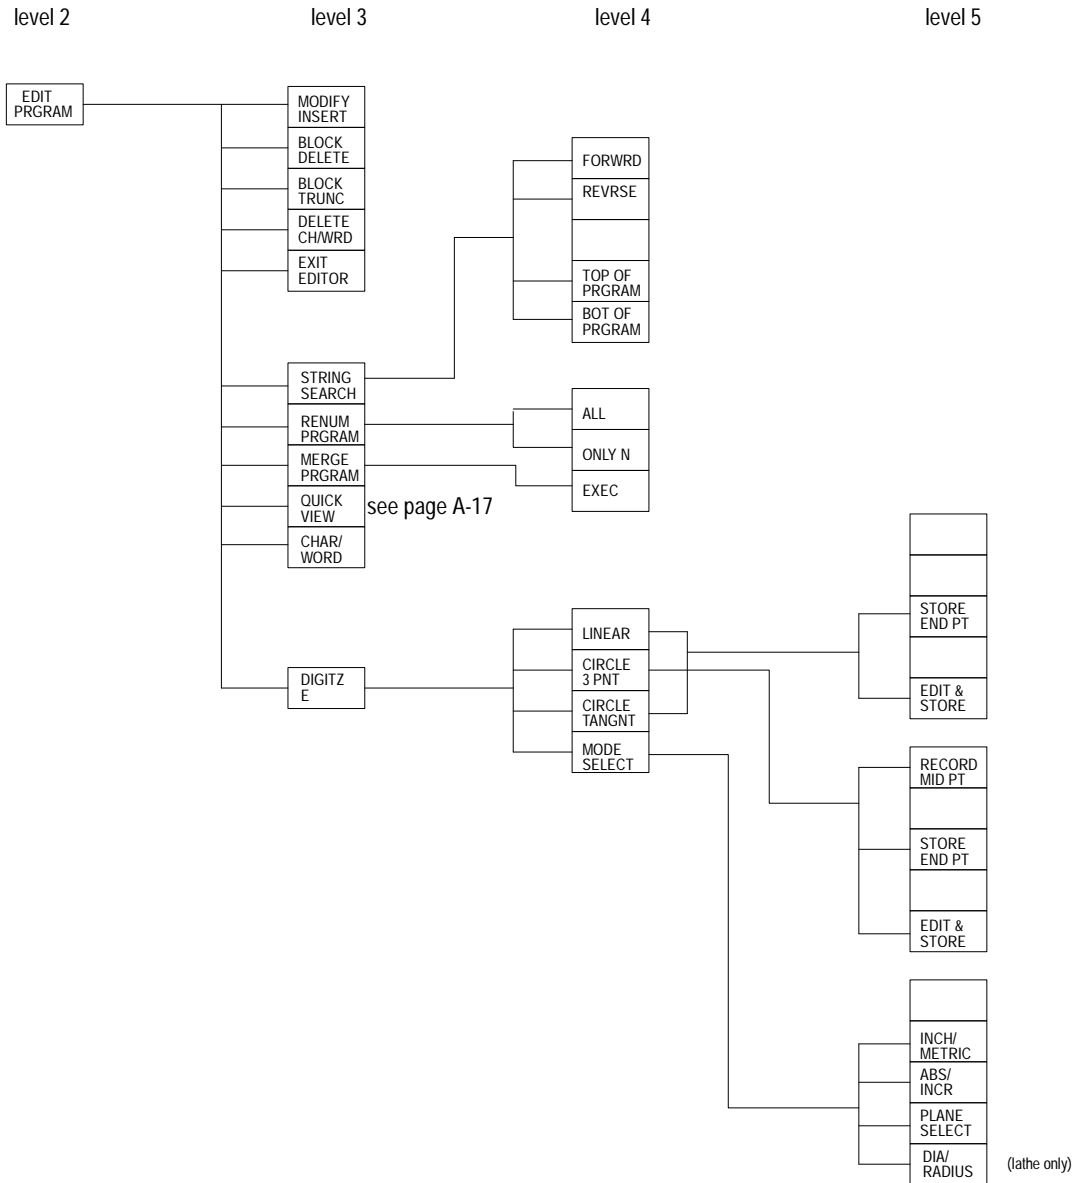 level 2
level 3
level 4
level 5
EDIT
PRGRAM
MODIFY
INSERT
BLOCK
DELETE
BLOCK
TRUNC
DELETE
CH/WRD
EXIT
EDITOR
STRING
SEARCH
RENUM
PRGRAM
MERGE
PRGRAM
QUICK
VIEW
see page A-17
CHAR/
WORD
DIGITZ
E
FORWRD
REVRSE
TOP OF
PRGRAM
BOT OF
PRGRAM
ALL
ONLY N
EXEC
LINEAR
CIRCLE
3 PNT
CIRCLE
TANGNT
MODE
SELECT
STORE
END PT
EDIT &
STORE
RECORD
MID PT
STORE
END PT
EDIT &
STORE
INCH/
METRIC
ABS/
INCR
PLANE
SELECT
DIA/
RADIUS
(lathe only)